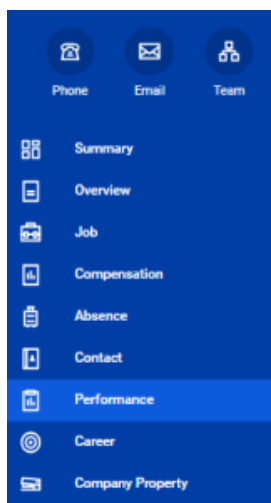 Phone Email Team
Summary
Overview
Job
Compensation
Absence
Contact
Performance
Career
Company Property